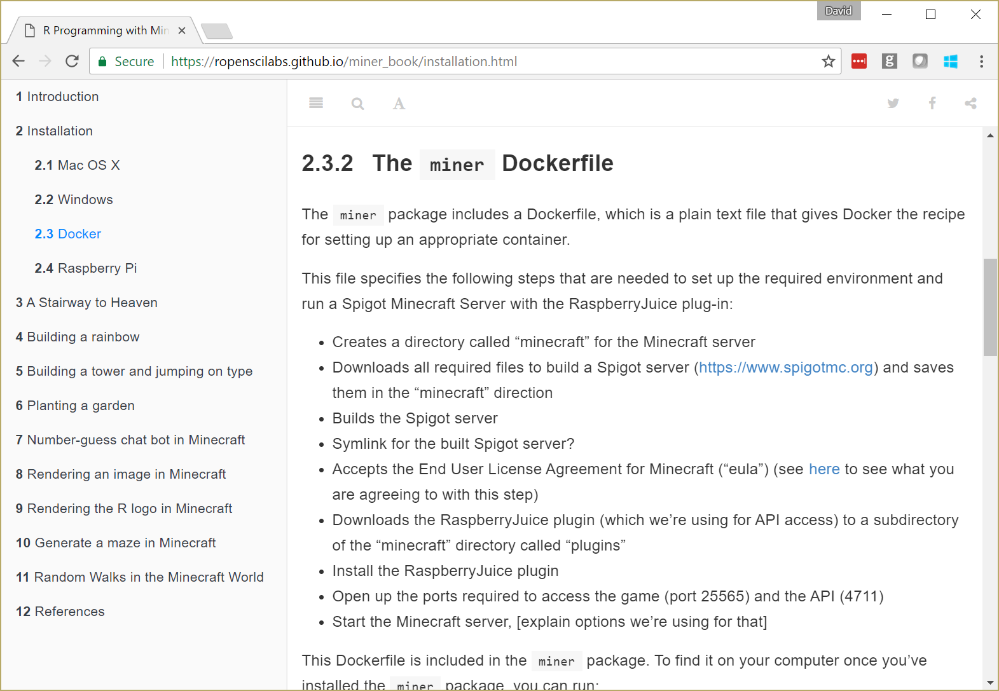 David
R Programming with Min
Secure https://ropenscilabs.github.io/miner_book/installation.html
g
1 Introduction
2 Installation
2.1 Mac OS X
2.2 Windows
2.3 Docker
2.4 Raspberry Pi
3 A Stairway to Heaven
4 Building a rainbow
5 Building a tower and jumping on type
6 Planting a garden
7 Number-guess chat bot in Minecraft
8 Rendering an image in Minecraft
9 Rendering the R logo in Minecraft
10 Generate a maze in Minecraft
11 Random Walks in the Minecraft World
12 References
A
2.3.2 The miner Dockerfile
The miner package includes a Dockerfile, which is a plain text file that gives Docker the recipe
for setting up an appropriate container.
This file specifies the following steps that are needed to set up the required environment and
run a Spigot Minecraft Server with the RaspberryJuice plug-in:
• Creates a directory called “minecraft” for the Minecraft server
• Downloads all required files to build a Spigot server (https://www.spigotmc.org) and saves
them in the “minecraft” direction
• Builds the Spigot server
• Symlink for the built Spigot server?
• Accepts the End User License Agreement for Minecraft (“eula”) (see here to see what you
are agreeing to with this step)
• Downloads the RaspberryJuice plugin (which we’re using for API access) to a subdirectory
of the “minecraft” directory called “plugins”
• Install the RaspberryJuice plugin
• Open up the ports required to access the game (port 25565) and the API (4711)
• Start the Minecraft server, [explain options we’re using for that]
This Dockerfile is included in the miner package. To find it on your computer once you’ve
installed the miner package, you can run: